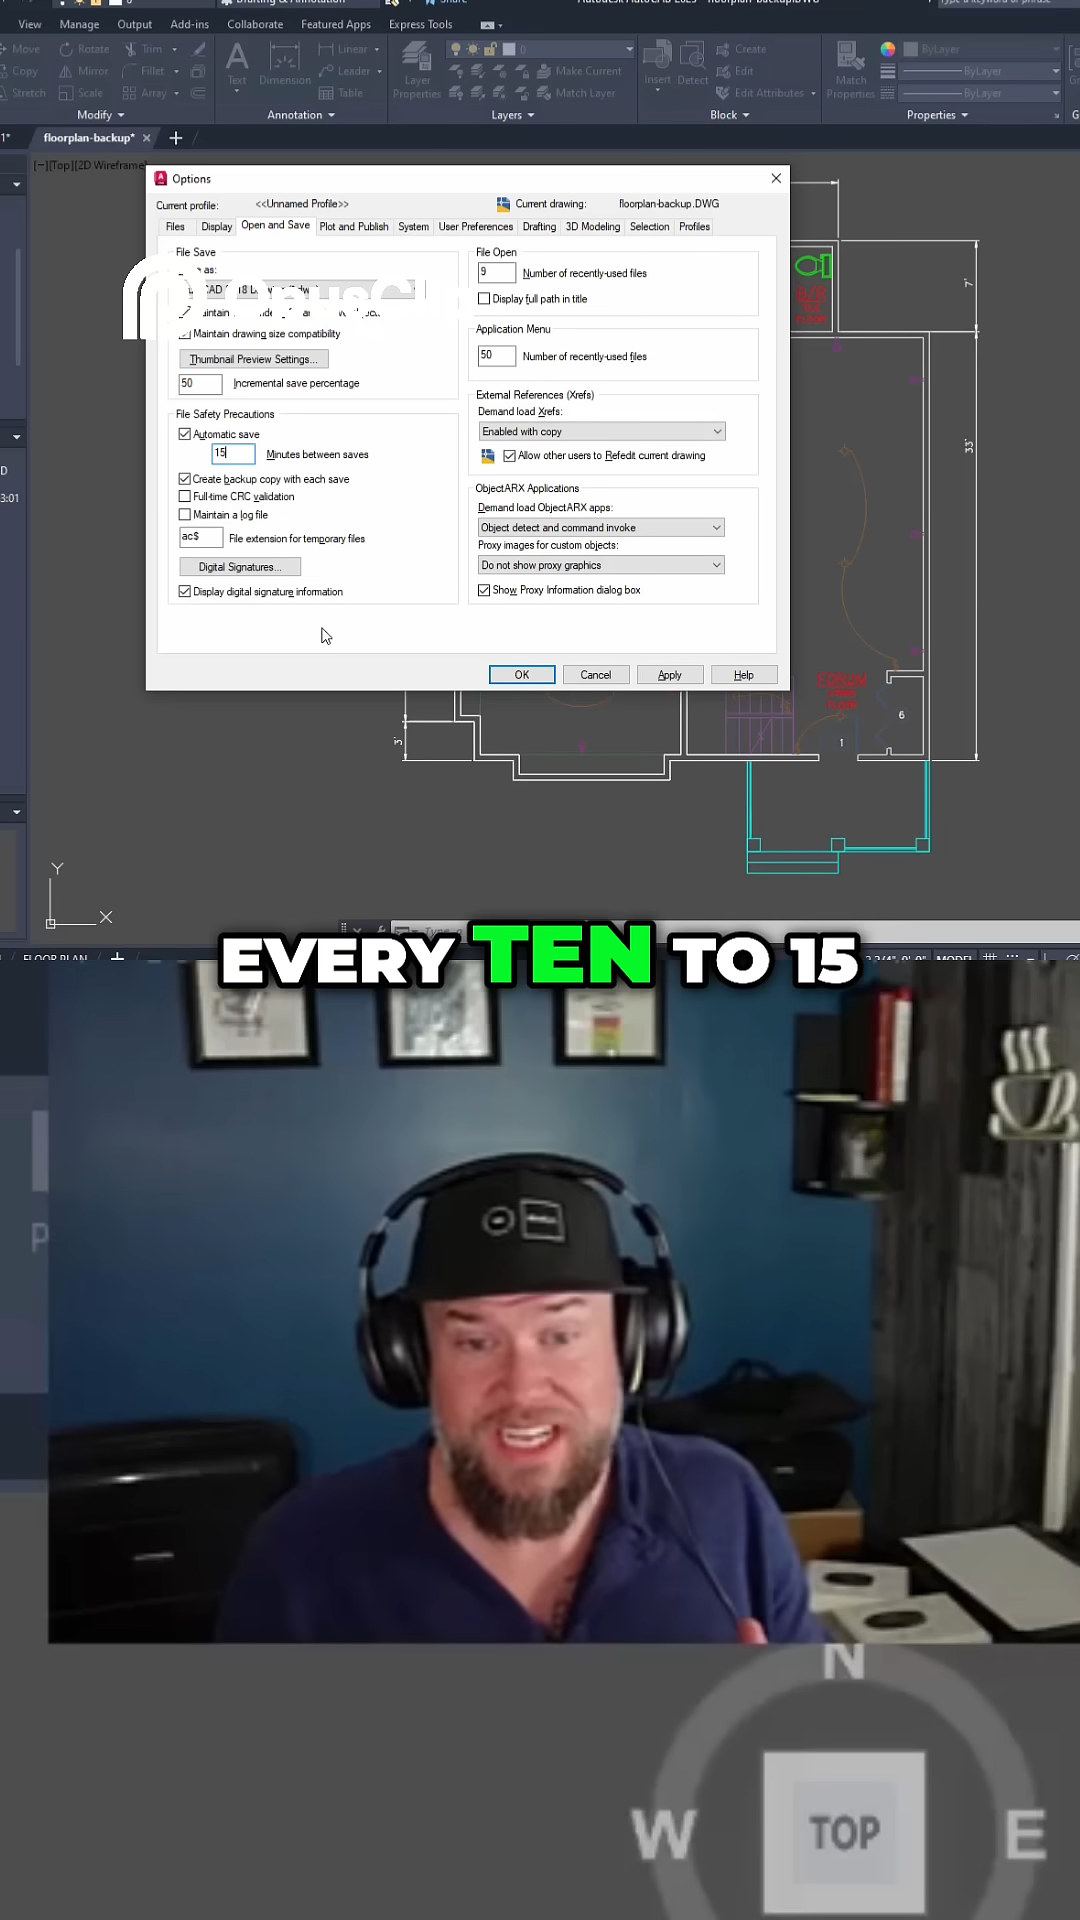 View Manage Output Add-ins Collaborate Featured Apps Express Tools
Move Rotate Trim Linear 0 Create ByLayer
Copy Mirror Fillet Text Dimension Leader Layer Properties Make Current Insert Detect Edit Match Properties ByLayer
Stretch Scale Array Table Match Layer Edit Attributes ByLayer
Modify Annotation Layers Block Properties
floorplan-backup*
[−][Top][2D Wireframe]
Options
Current profile: <<Unnamed Profile>> Current drawing: floorplan-backup.DWG
Files Display Open and Save Plot and Publish System User Preferences Drafting 3D Modeling Selection Profiles
File Save
OpusClip
Maintain drawing size compatibility
Thumbnail Preview Settings...
50 Incremental save percentage
File Safety Precautions
Automatic save
15 Minutes between saves
Create backup copy with each save
Full-time CRC validation
Maintain a log file
ac$ File extension for temporary files
Digital Signatures...
Display digital signature information
File Open
9 Number of recently-used files
Display full path in title
Application Menu
50 Number of recently-used files
External References (Xrefs)
Demand load Xrefs:
Enabled with copy
Allow other users to Refedit current drawing
ObjectARX Applications
Demand load ObjectARX apps:
Object detect and command invoke
Proxy images for custom objects:
Do not show proxy graphics
Show Proxy Information dialog box
OK Cancel Apply Help
7'
33'
3'
6
1
Y
X
FLOOR PLAN
MODEL
EVERY TEN TO 15
N
W TOP E